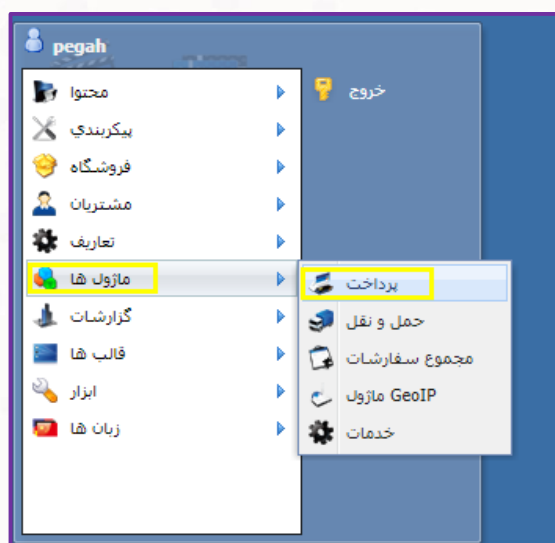 pegah
محتوا
پیکربندي
فروشگاه
مشتریان
تعاریف
ماژول ها
گزارشات
قالب ها
ابزار
زبان ها
خروج
پرداخت
حمل و نقل
مجموع سفارشات
GeoIP ماژول
خدمات